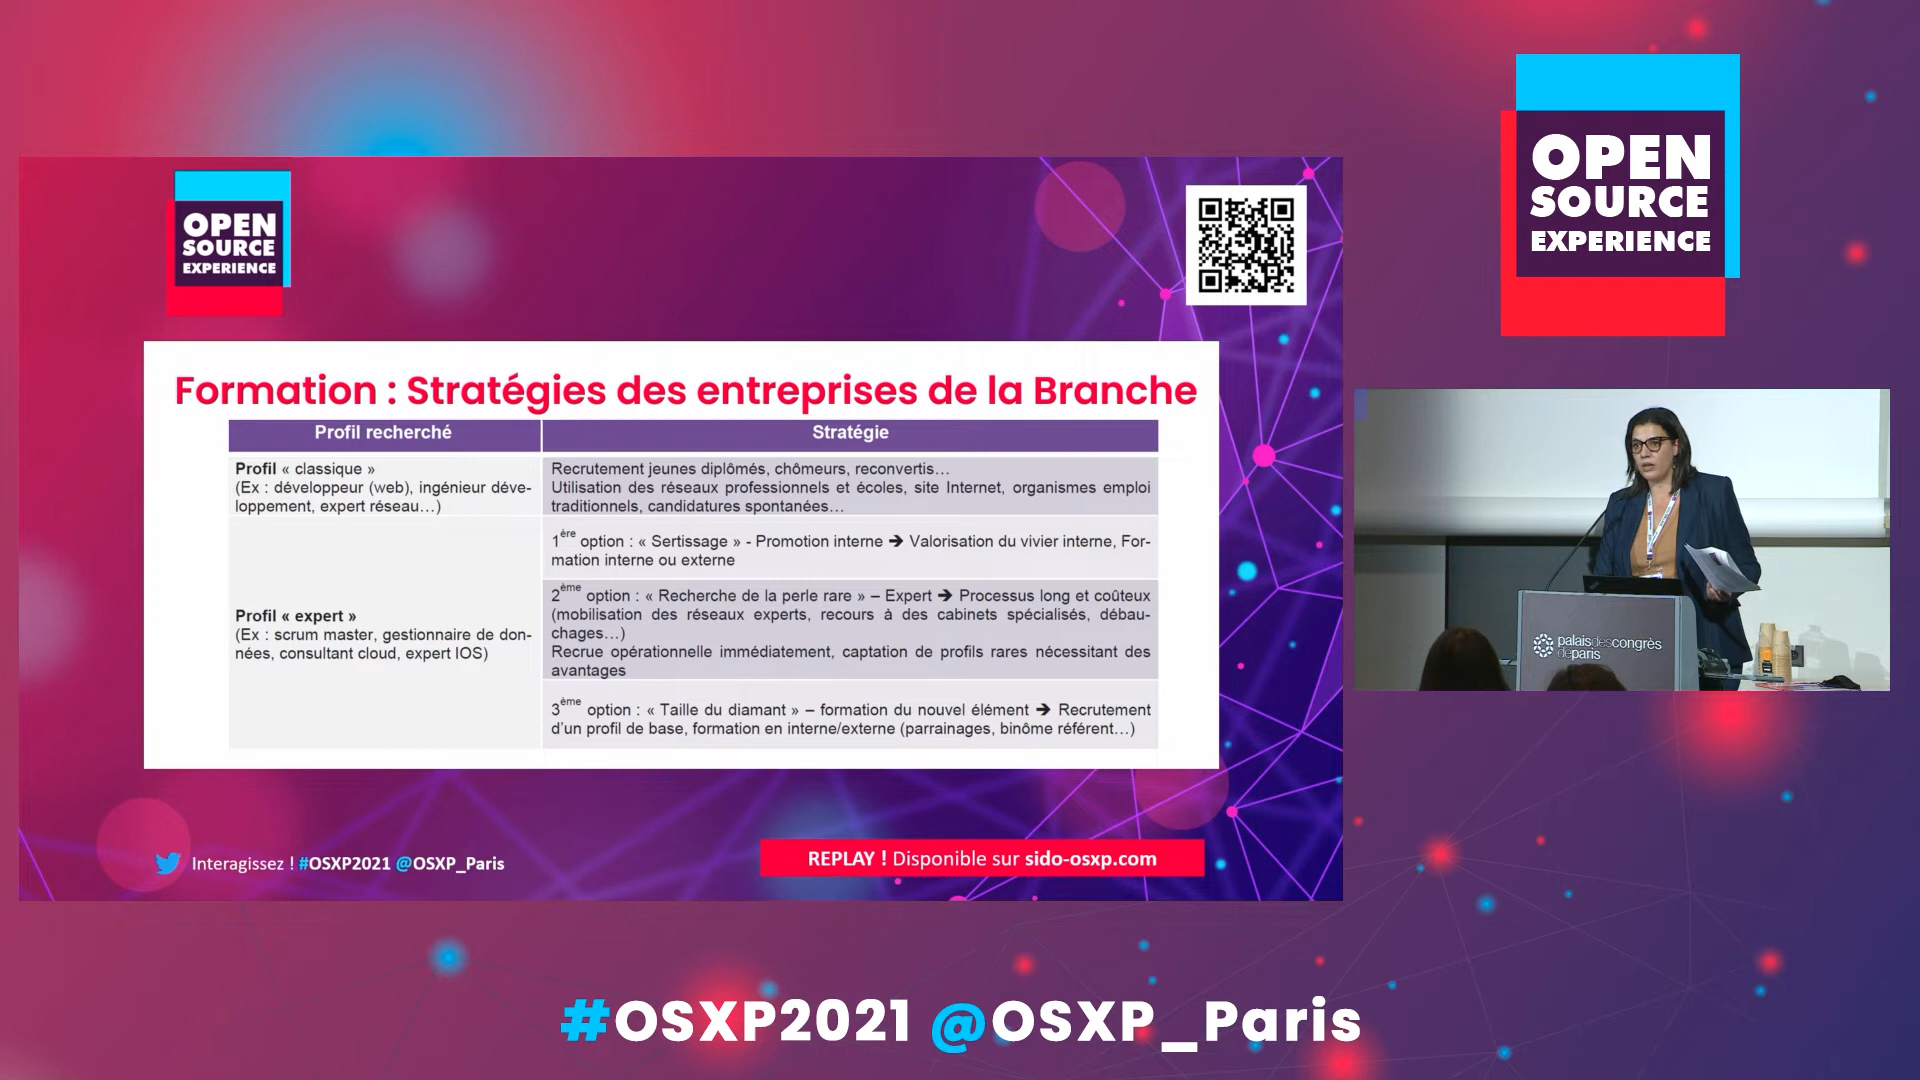 OPEN
SOURCE
EXPERIENCE
Formation : Stratégies des entreprises de la Branche
Profil recherché
Stratégie
Profil « classique »
(Ex : développeur (web), ingénieur déve-
loppement, expert réseau…)
Recrutement jeunes diplômés, chômeurs, reconvertis…
Utilisation des réseaux professionnels et écoles, site Internet, organismes emploi
traditionnels, candidatures spontanées…
Profil « expert »
(Ex : scrum master, gestionnaire de don-
nées, consultant cloud, expert IOS)
1ère option : « Sertissage » - Promotion interne ➔ Valorisation du vivier interne, For-
mation interne ou externe
2ème option : « Recherche de la perle rare » – Expert ➔ Processus long et coûteux
(mobilisation des réseaux experts, recours à des cabinets spécialisés, débau-
chages…)
Recrue opérationnelle immédiatement, captation de profils rares nécessitant des
avantages
3ème option : « Taille du diamant » – formation du nouvel élément ➔ Recrutement
d’un profil de base, formation en interne/externe (parrainages, binôme référent…)
Interagissez ! #OSXP2021 @OSXP_Paris
REPLAY ! Disponible sur sido-osxp.com
OPEN
SOURCE
EXPERIENCE
palaisdescongrès
deparis
#OSXP2021 @OSXP_Paris